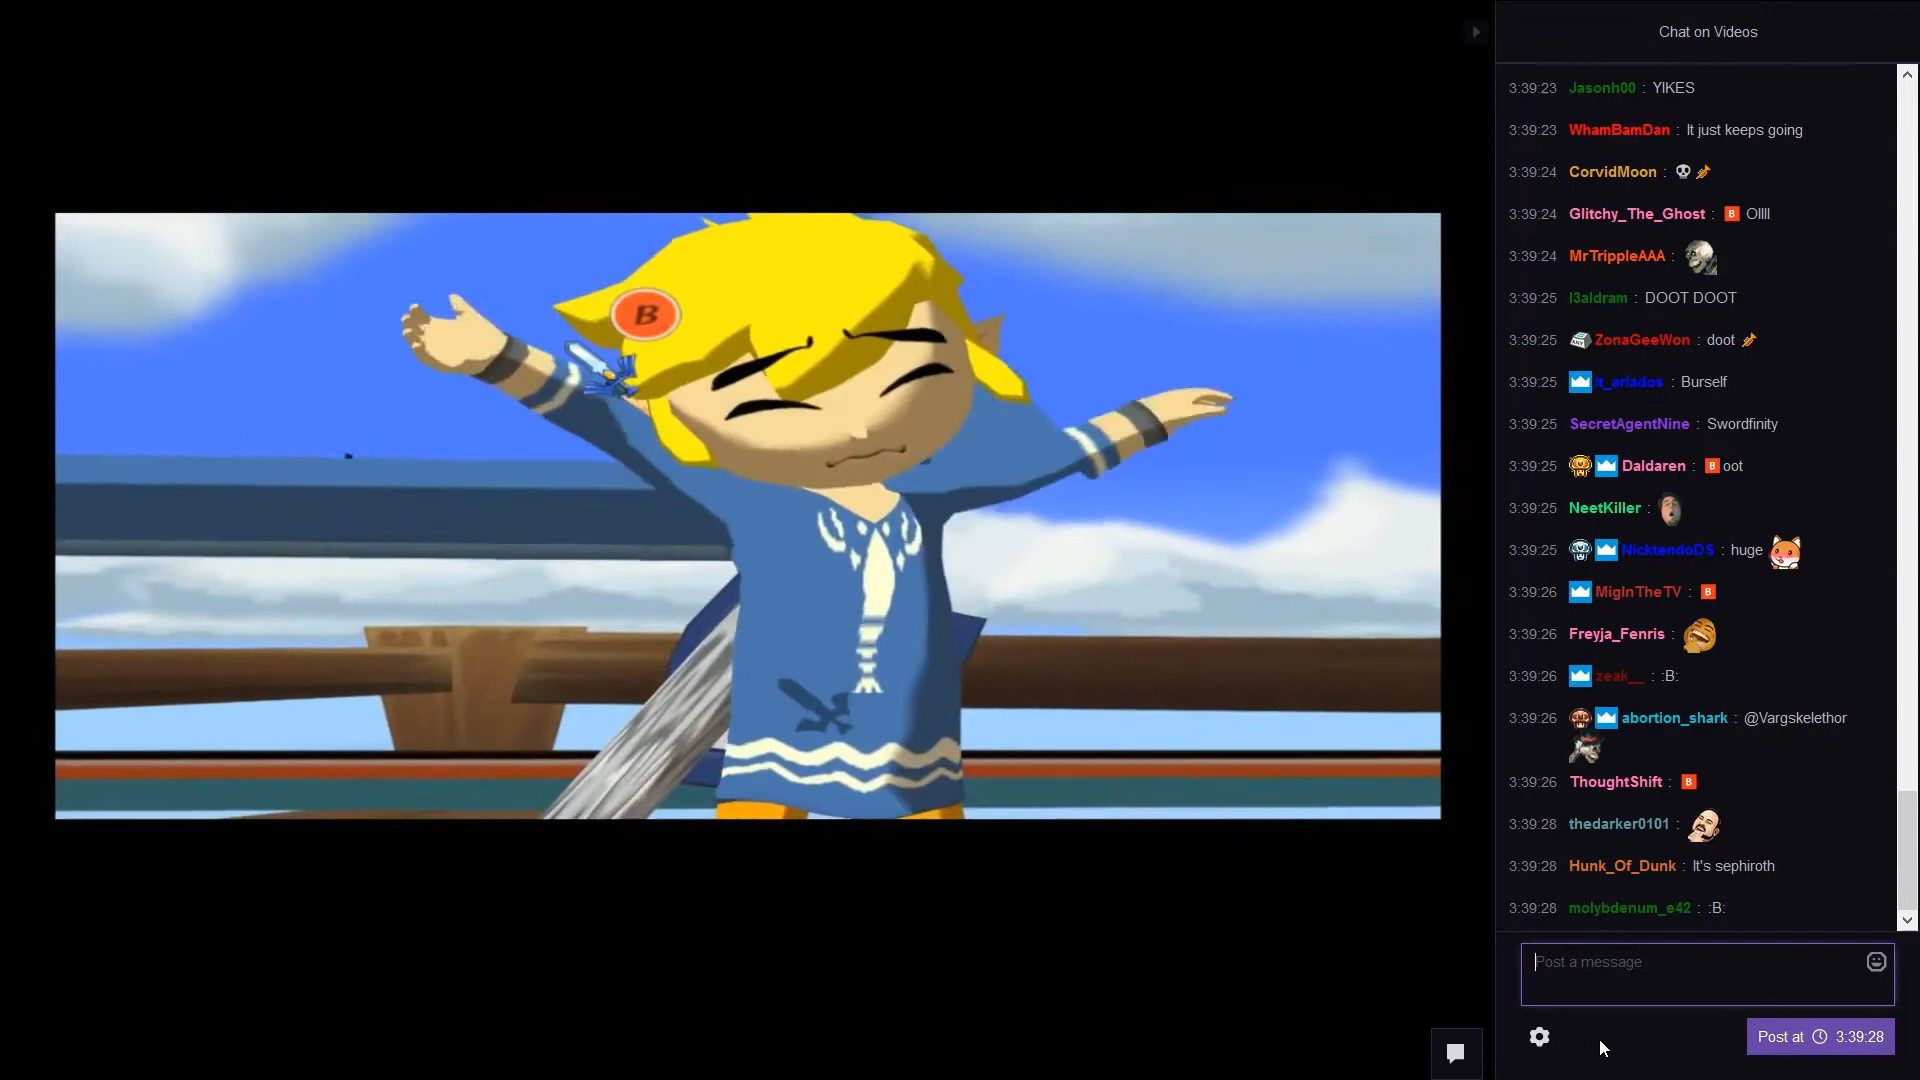 Chat on Videos
3:39:23 Jasonh00 : YIKES
3:39:23 WhamBamDan : It just keeps going
3:39:24 CorvidMoon :
3:39:24 Glitchy_The_Ghost : B Ollll
3:39:24 MrTrippleAAA :
3:39:25 l3aldram : DOOT DOOT
3:39:25 ZonaGeeWon : doot
3:39:25 lt_arlados : Burself
3:39:25 SecretAgentNine : Swordfinity
3:39:25 Daldaren : B oot
3:39:25 NeetKiller :
3:39:25 NicktendoDS : huge
3:39:26 MigInTheTV : B
3:39:26 Freyja_Fenris :
3:39:26 zeak__ : :B:
3:39:26 abortion_shark : @Vargskelethor
3:39:26 ThoughtShift : B
3:39:28 thedarker0101 :
3:39:28 Hunk_Of_Dunk : It's sephiroth
3:39:28 molybdenum_e42 : :B:
Post a message
Post at 3:39:28
B